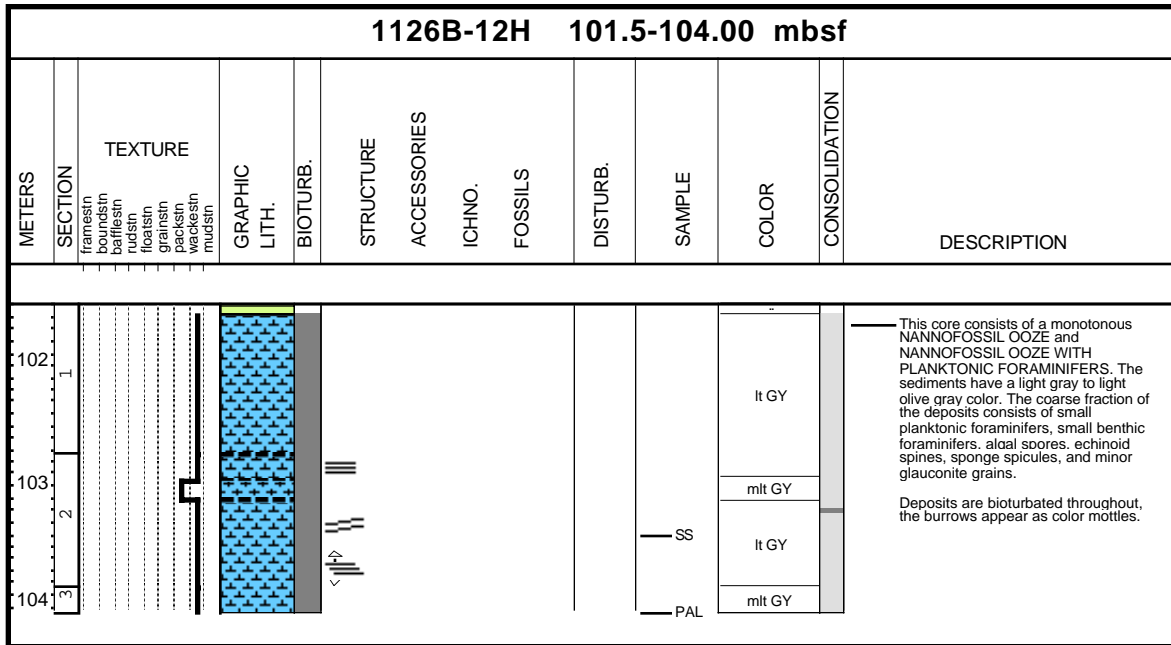 1126B-12H 101.5-104.00 mbsf
METERS
SECTION
TEXTURE
framestn
boundstn
bafflestn
rudstn
floatstn
grainstn
packstn
wackestn
mudstn
GRAPHIC
LITH.
BIOTURB.
STRUCTURE
ACCESSORIES
ICHNO.
FOSSILS
DISTURB.
SAMPLE
COLOR
CONSOLIDATION
DESCRIPTION
102
103
104
1
2
3
SS
PAL
lt GY
mlt GY
lt GY
mlt GY
This core consists of a monotonous
NANNOFOSSIL OOZE and
NANNOFOSSIL OOZE WITH
PLANKTONIC FORAMINIFERS. The
sediments have a light gray to light
olive gray color. The coarse fraction of
the deposits consists of small
planktonic foraminifers, small benthic
foraminifers, algal spores, echinoid
spines, sponge spicules, and minor
glauconite grains.
Deposits are bioturbated throughout,
the burrows appear as color mottles.